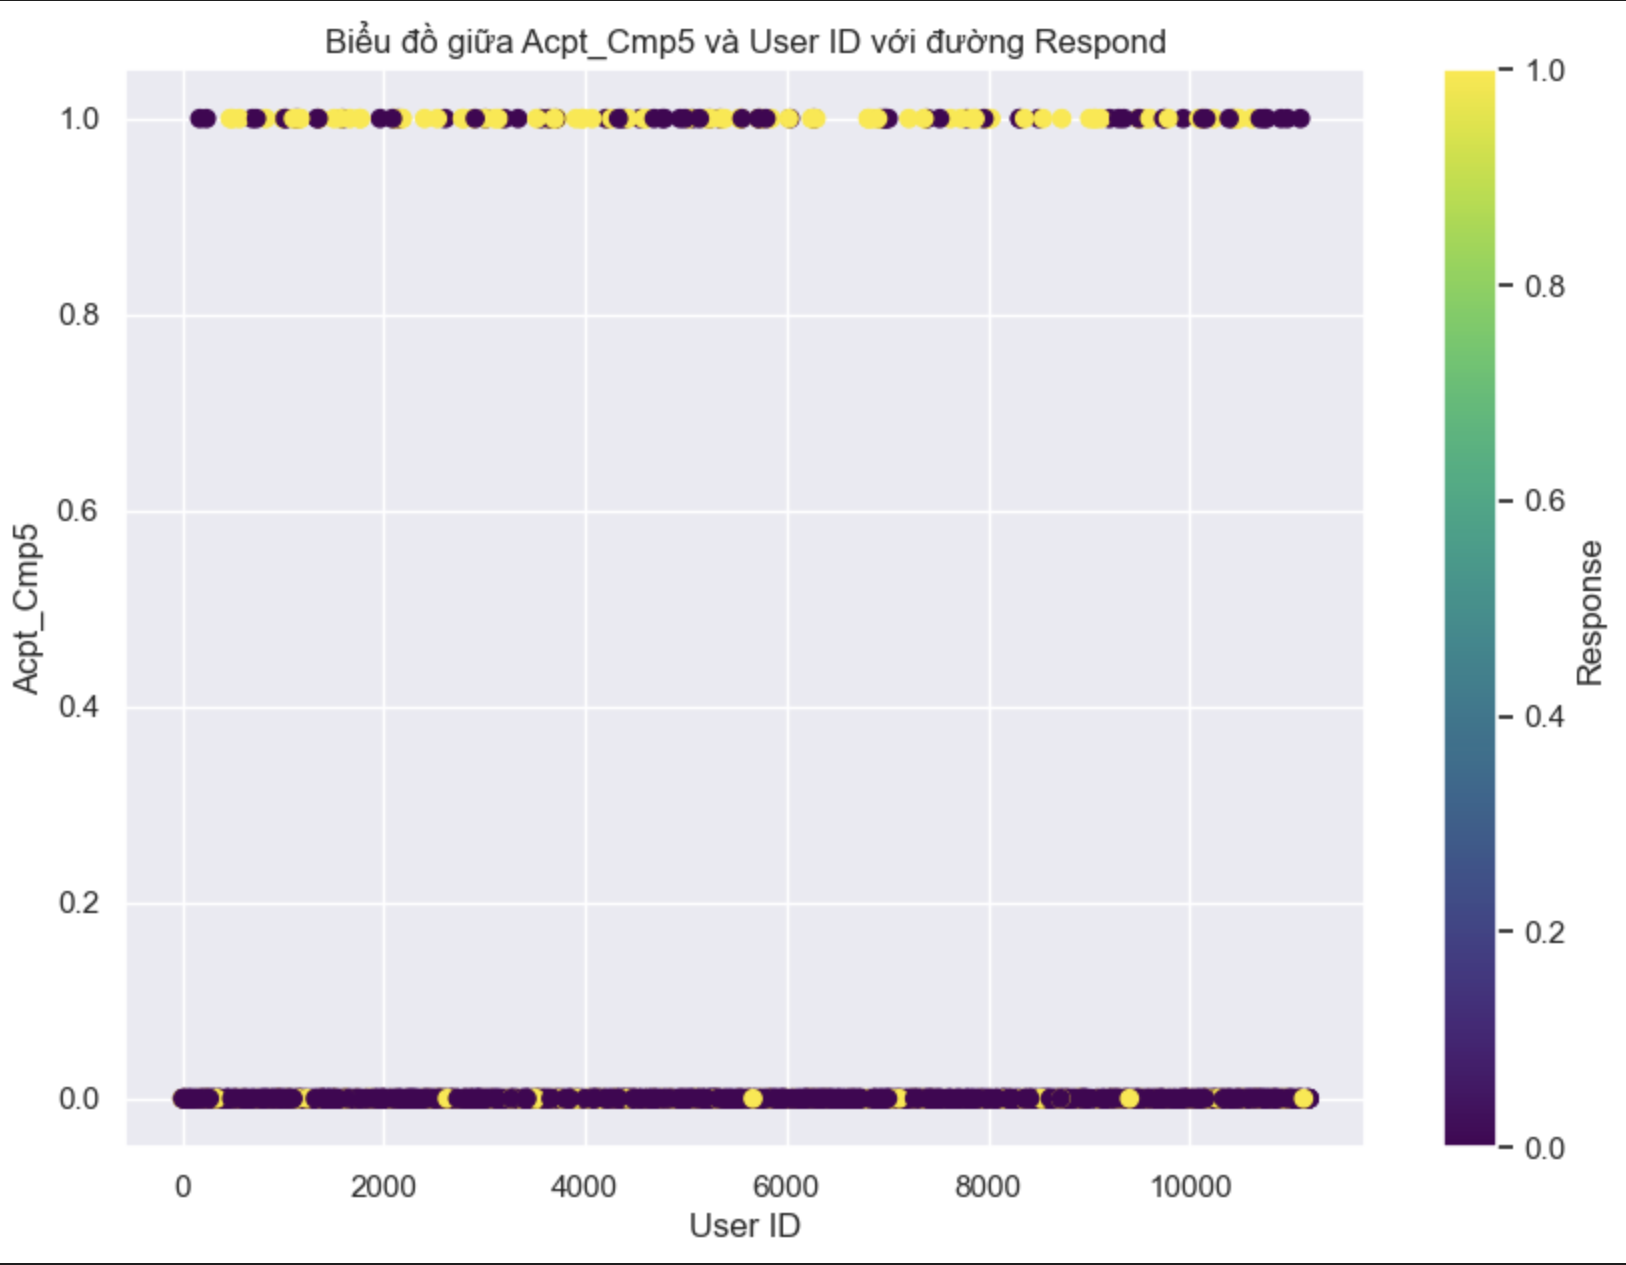 Biểu đồ giữa Acpt_Cmp5 và User ID với đường Respond
1.0
0.8
0.6
0.4
0.2
0.0
Acpt_Cmp5
0 2000 4000 6000 8000 10000
User ID
1.0
0.8
0.6
0.4
0.2
0.0
Response